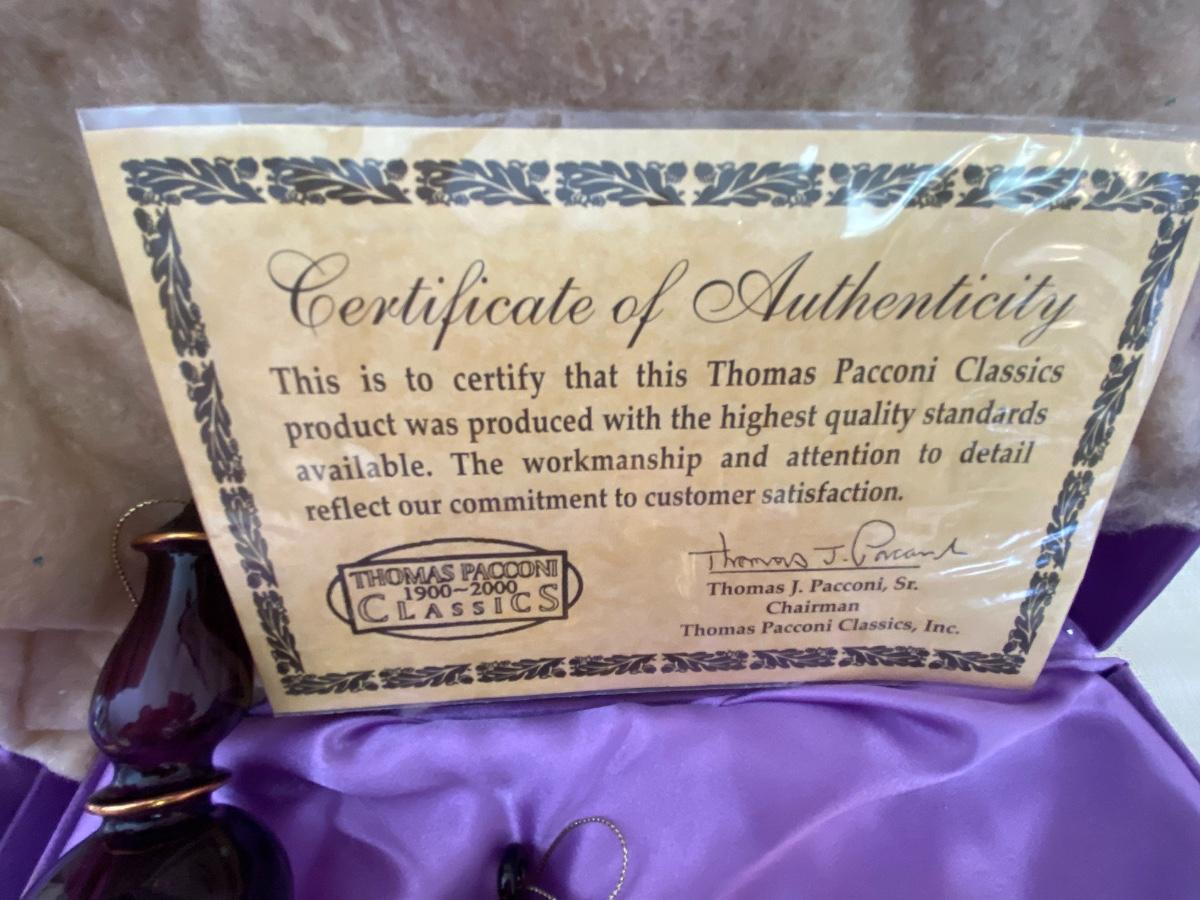 Certificate of Authenticity
This is to certify that this Thomas Pacconi Classics
product was produced with the highest quality standards
available. The workmanship and attention to detail
reflect our commitment to customer satisfaction.
THOMAS PACCONI
1900~2000
CLASSICS
Thomas J. Pacconi
Thomas J. Pacconi, Sr.
Chairman
Thomas Pacconi Classics, Inc.